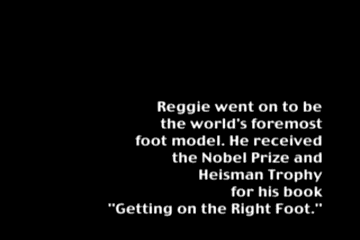 Reggie went on to be
the world's foremost
foot model. He received
the Nobel Prize and
Heisman Trophy
for his book
"Getting on the Right Foot."